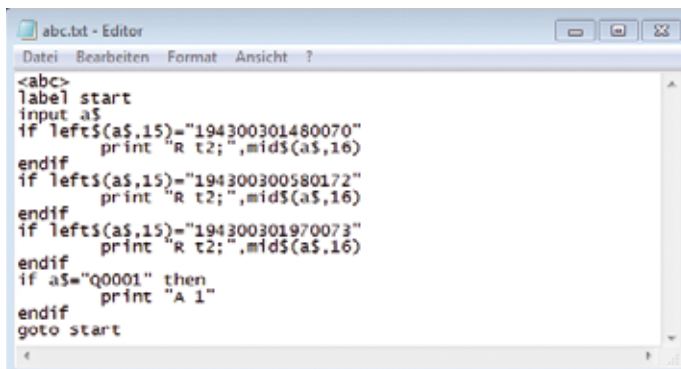 abc.txt - Editor
Datei Bearbeiten Format Ansicht ?
<abc>
label start
input a$
if left$(a$,15)="194300301480070"
print "R t2;",mid$(a$,16)
endif
if left$(a$,15)="194300300580172"
print "R t2;",mid$(a$,16)
endif
if left$(a$,15)="194300301970073"
print "R t2;",mid$(a$,16)
endif
if a$="Q0001" then
print "A 1"
endif
goto start